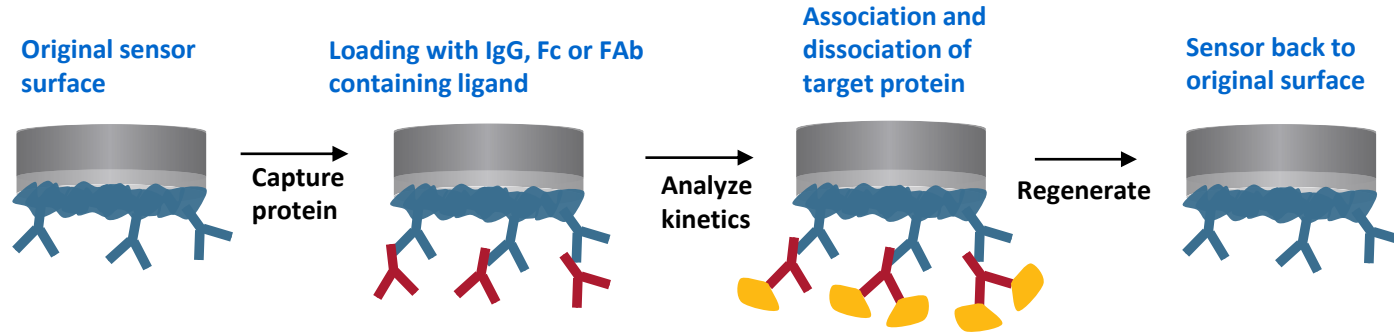 Original sensor
surface
Capture
protein
Loading with IgG, Fc or FAb
containing ligand
Analyze
kinetics
Association and
dissociation of
target protein
Regenerate
Sensor back to
original surface